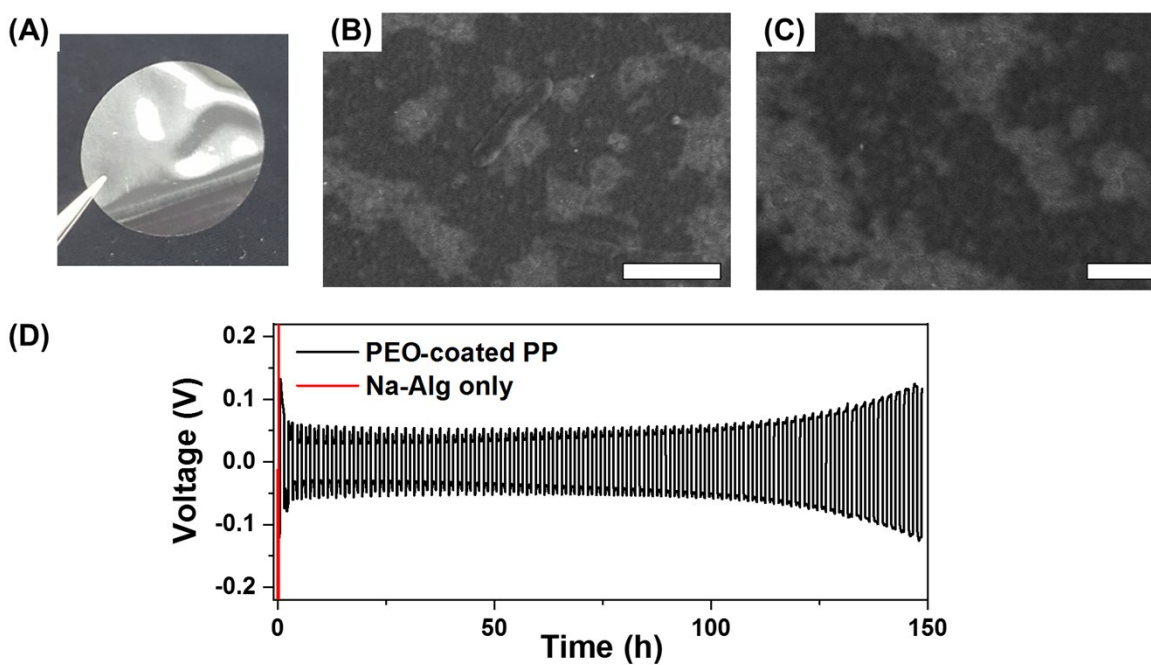 (A)
(B)
(C)
(D)
PEO-coated PP
Na-Alg only
Voltage (V)
0.2
0.1
0.0
-0.1
-0.2
0
50
100
150
Time (h)